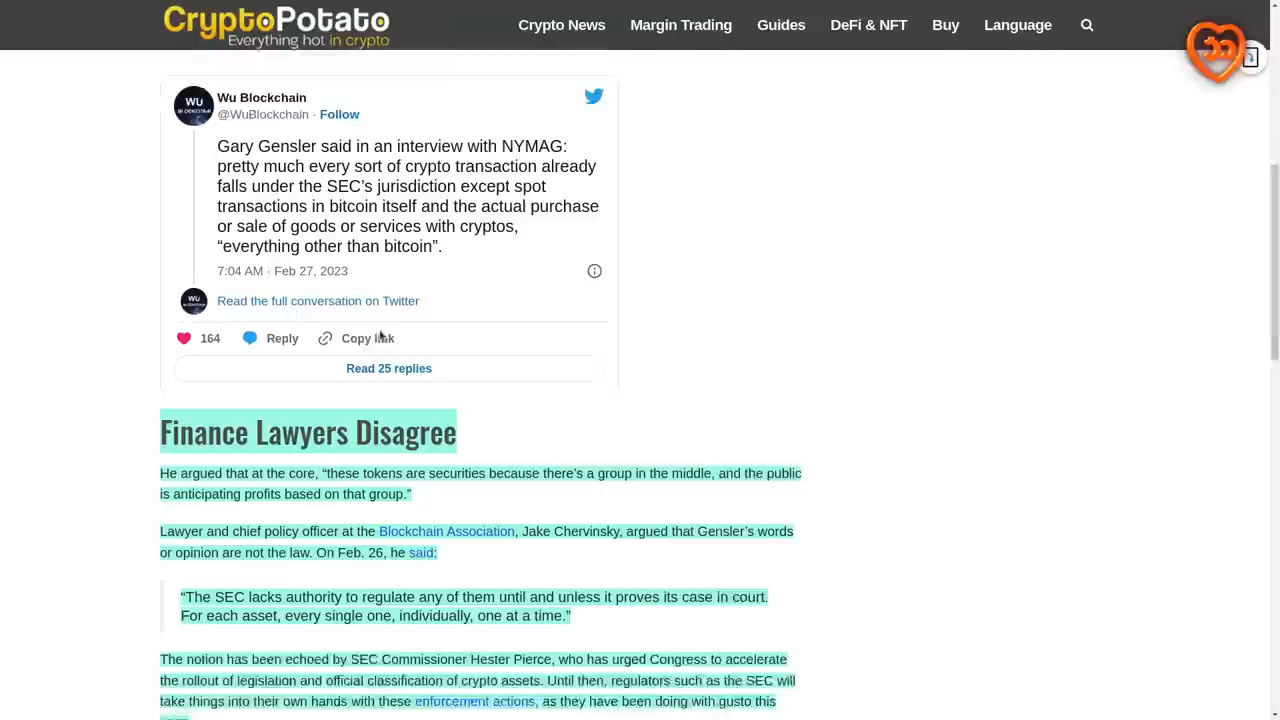 CryptoPotato
Everything hot in crypto
Crypto News Margin Trading Guides DeFi & NFT Buy Language
Wu Blockchain
@WuBlockchain · Follow
Gary Gensler said in an interview with NYMAG:
pretty much every sort of crypto transaction already
falls under the SEC’s jurisdiction except spot
transactions in bitcoin itself and the actual purchase
or sale of goods or services with cryptos,
“everything other than bitcoin”.
7:04 AM · Feb 27, 2023
Read the full conversation on Twitter
164 Reply Copy link
Read 25 replies
Finance Lawyers Disagree
He argued that at the core, “these tokens are securities because there’s a group in the middle, and the public
is anticipating profits based on that group.”
Lawyer and chief policy officer at the Blockchain Association, Jake Chervinsky, argued that Gensler’s words
or opinion are not the law. On Feb. 26, he said:
“The SEC lacks authority to regulate any of them until and unless it proves its case in court.
For each asset, every single one, individually, one at a time.”
The notion has been echoed by SEC Commissioner Hester Pierce, who has urged Congress to accelerate
the rollout of legislation and official classification of crypto assets. Until then, regulators such as the SEC will
take things into their own hands with these enforcement actions, as they have been doing with gusto this